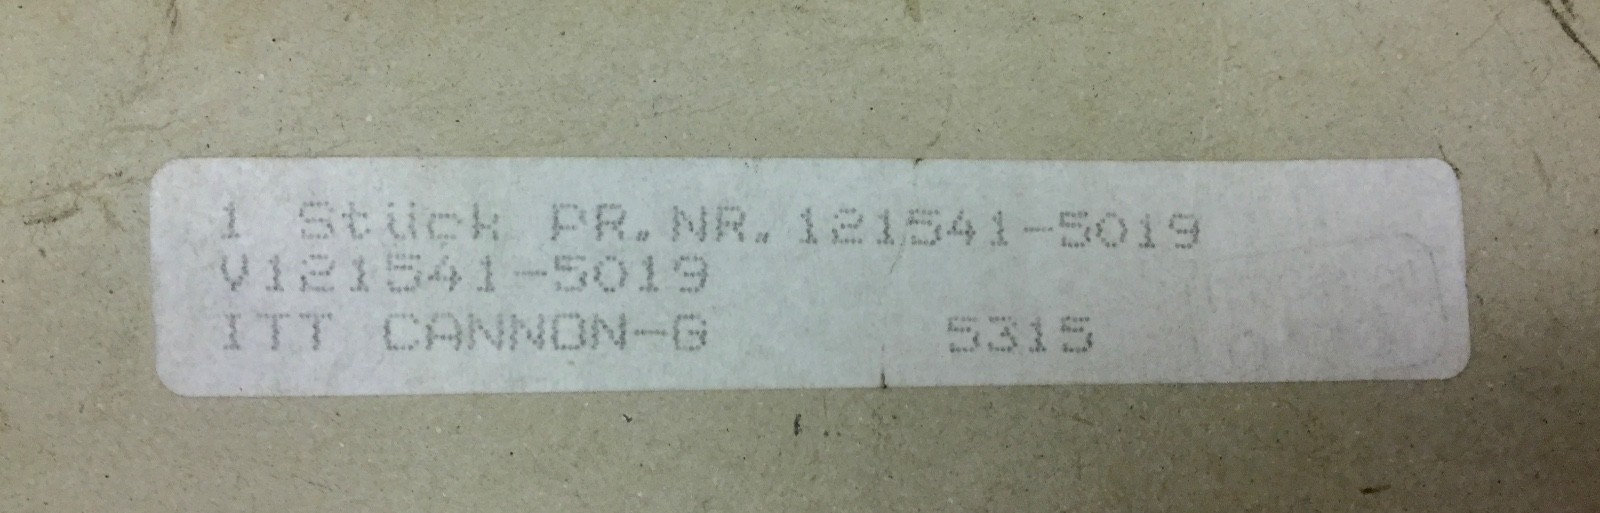 1 Stück PR.NR.121541-5019
V121541-5019
ITT CANNON-G 5315